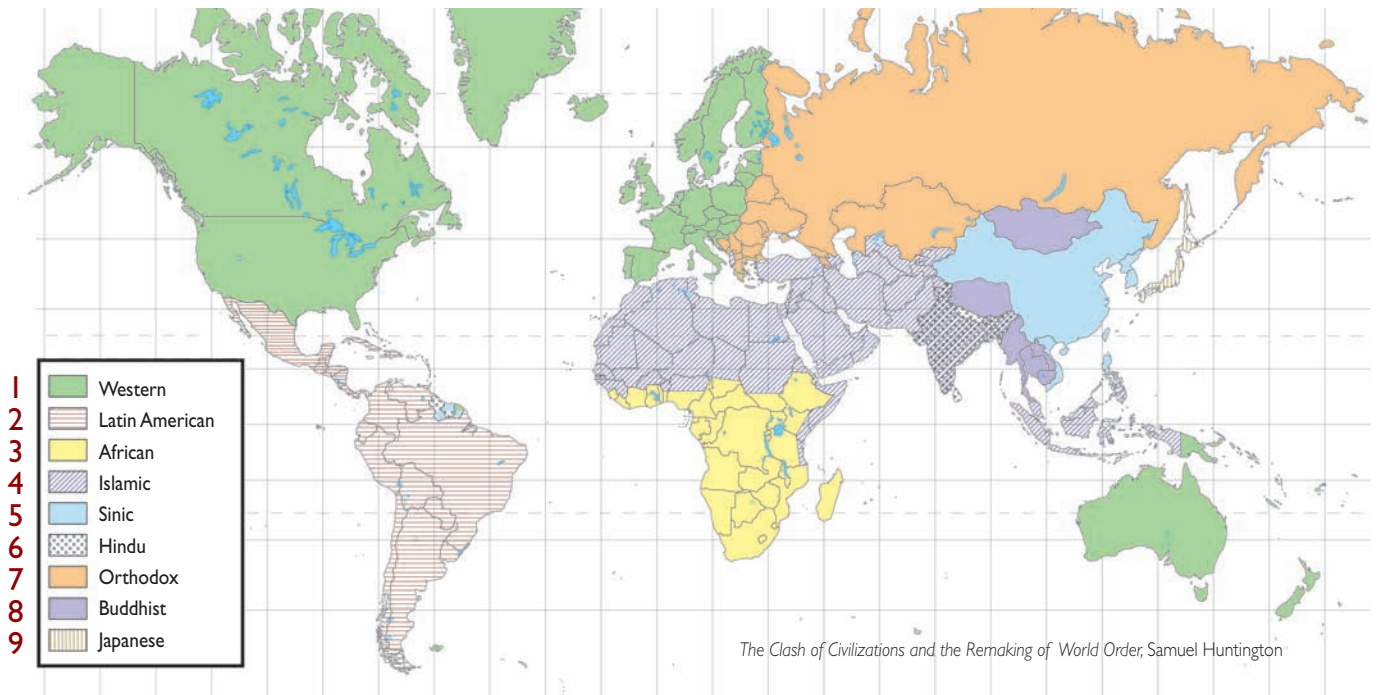 1 Western
2 Latin American
3 African
4 Islamic
5 Sinic
6 Hindu
7 Orthodox
8 Buddhist
9 Japanese
The Clash of Civilizations and the Remaking of World Order, Samuel Huntington